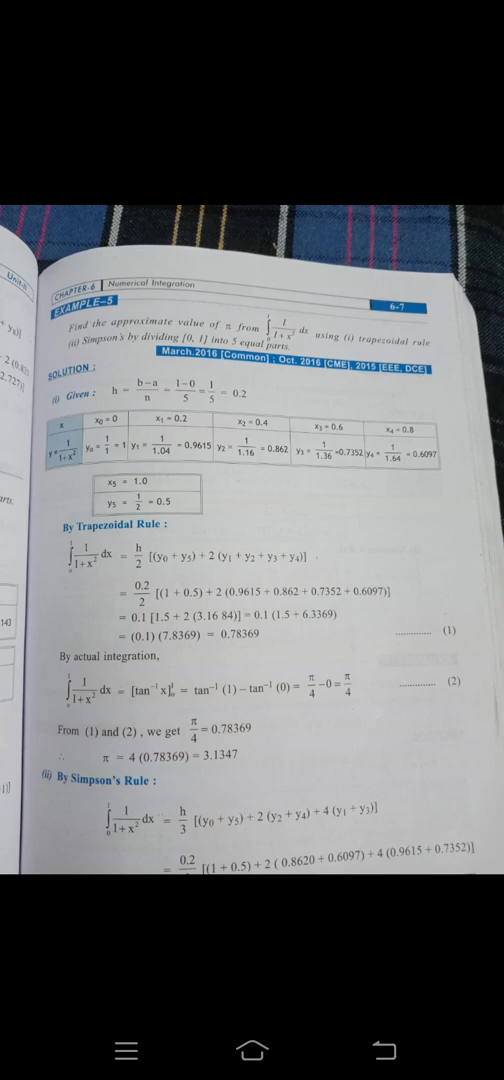 Unit-II
+ y₄)]
2 (0.83
2.727)]
arts.
143
1)]
CHAPTER-6 Numerical Integration
6-7
EXAMPLE–5
Find the approximate value of π from ∫₀¹ 1/(1+x²) dx using (i) trapezoidal rule
(ii) Simpson's by dividing [0, 1] into 5 equal parts.
March.2016 [Common] ; Oct. 2016 [CME], 2015 [EEE, DCE]
SOLUTION :
(i) Given : h = (b–a)/n = (1–0)/5 = 1/5 = 0.2
x x₀ = 0 x₁ = 0.2 x₂ = 0.4 x₃ = 0.6 x₄ = 0.8
y = 1/(1+x²) y₀ = 1/1 = 1 y₁ = 1/1.04 = 0.9615 y₂ = 1/1.16 = 0.862 y₃ = 1/1.36 = 0.7352 y₄ = 1/1.64 = 0.6097
x₅ = 1.0
y₅ = 1/2 = 0.5
By Trapezoidal Rule :
∫₀¹ 1/(1+x²) dx = h/2 [(y₀ + y₅) + 2 (y₁ + y₂ + y₃ + y₄)]
= 0.2/2 [(1 + 0.5) + 2 (0.9615 + 0.862 + 0.7352 + 0.6097)]
= 0.1 [1.5 + 2 (3.16 84)] = 0.1 (1.5 + 6.3369)
= (0.1) (7.8369) = 0.78369 ............. (1)
By actual integration,
∫₀¹ 1/(1+x²) dx = [tan⁻¹ x]₀¹ = tan⁻¹ (1) – tan⁻¹ (0) = π/4 –0 = π/4 ............. (2)
From (1) and (2) , we get π/4 = 0.78369
∴ π = 4 (0.78369) = 3.1347
(ii) By Simpson's Rule :
∫₀¹ 1/(1+x²) dx = h/3 [(y₀ + y₅) + 2 (y₂ + y₄) + 4 (y₁ + y₃)]
= 0.2 [(1 + 0.5) + 2 ( 0.8620 + 0.6097) + 4 (0.9615 + 0.7352)]